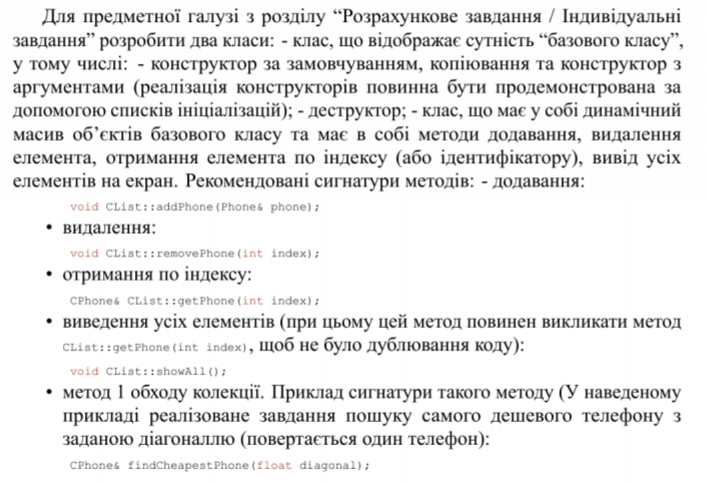 Для предметної галузі з розділу “Розрахункове завдання / Індивідуальні
завдання” розробити два класи: - клас, що відображає сутність “базового класу”,
у тому числі: - конструктор за замовчуванням, копіювання та конструктор з
аргументами (реалізація конструкторів повинна бути продемонстрована за
допомогою списків ініціалізацій); - деструктор; - клас, що має у собі динамічний
масив об’єктів базового класу та має в собі методи додавання, видалення
елемента, отримання елемента по індексу (або ідентифікатору), вивід усіх
елементів на екран. Рекомендовані сигнатури методів: - додавання:
void CList::addPhone(Phone& phone);
• видалення:
void CList::removePhone(int index);
• отримання по індексу:
CPhone& CList::getPhone(int index);
• виведення усіх елементів (при цьому цей метод повинен викликати метод
CList::getPhone(int index), щоб не було дублювання коду):
void CList::showAll();
• метод 1 обходу колекції. Приклад сигнатури такого методу (У наведеному
прикладі реалізоване завдання пошуку самого дешевого телефону з
заданою діагоналлю (повертається один телефон):
CPhone& findCheapestPhone(float diagonal);